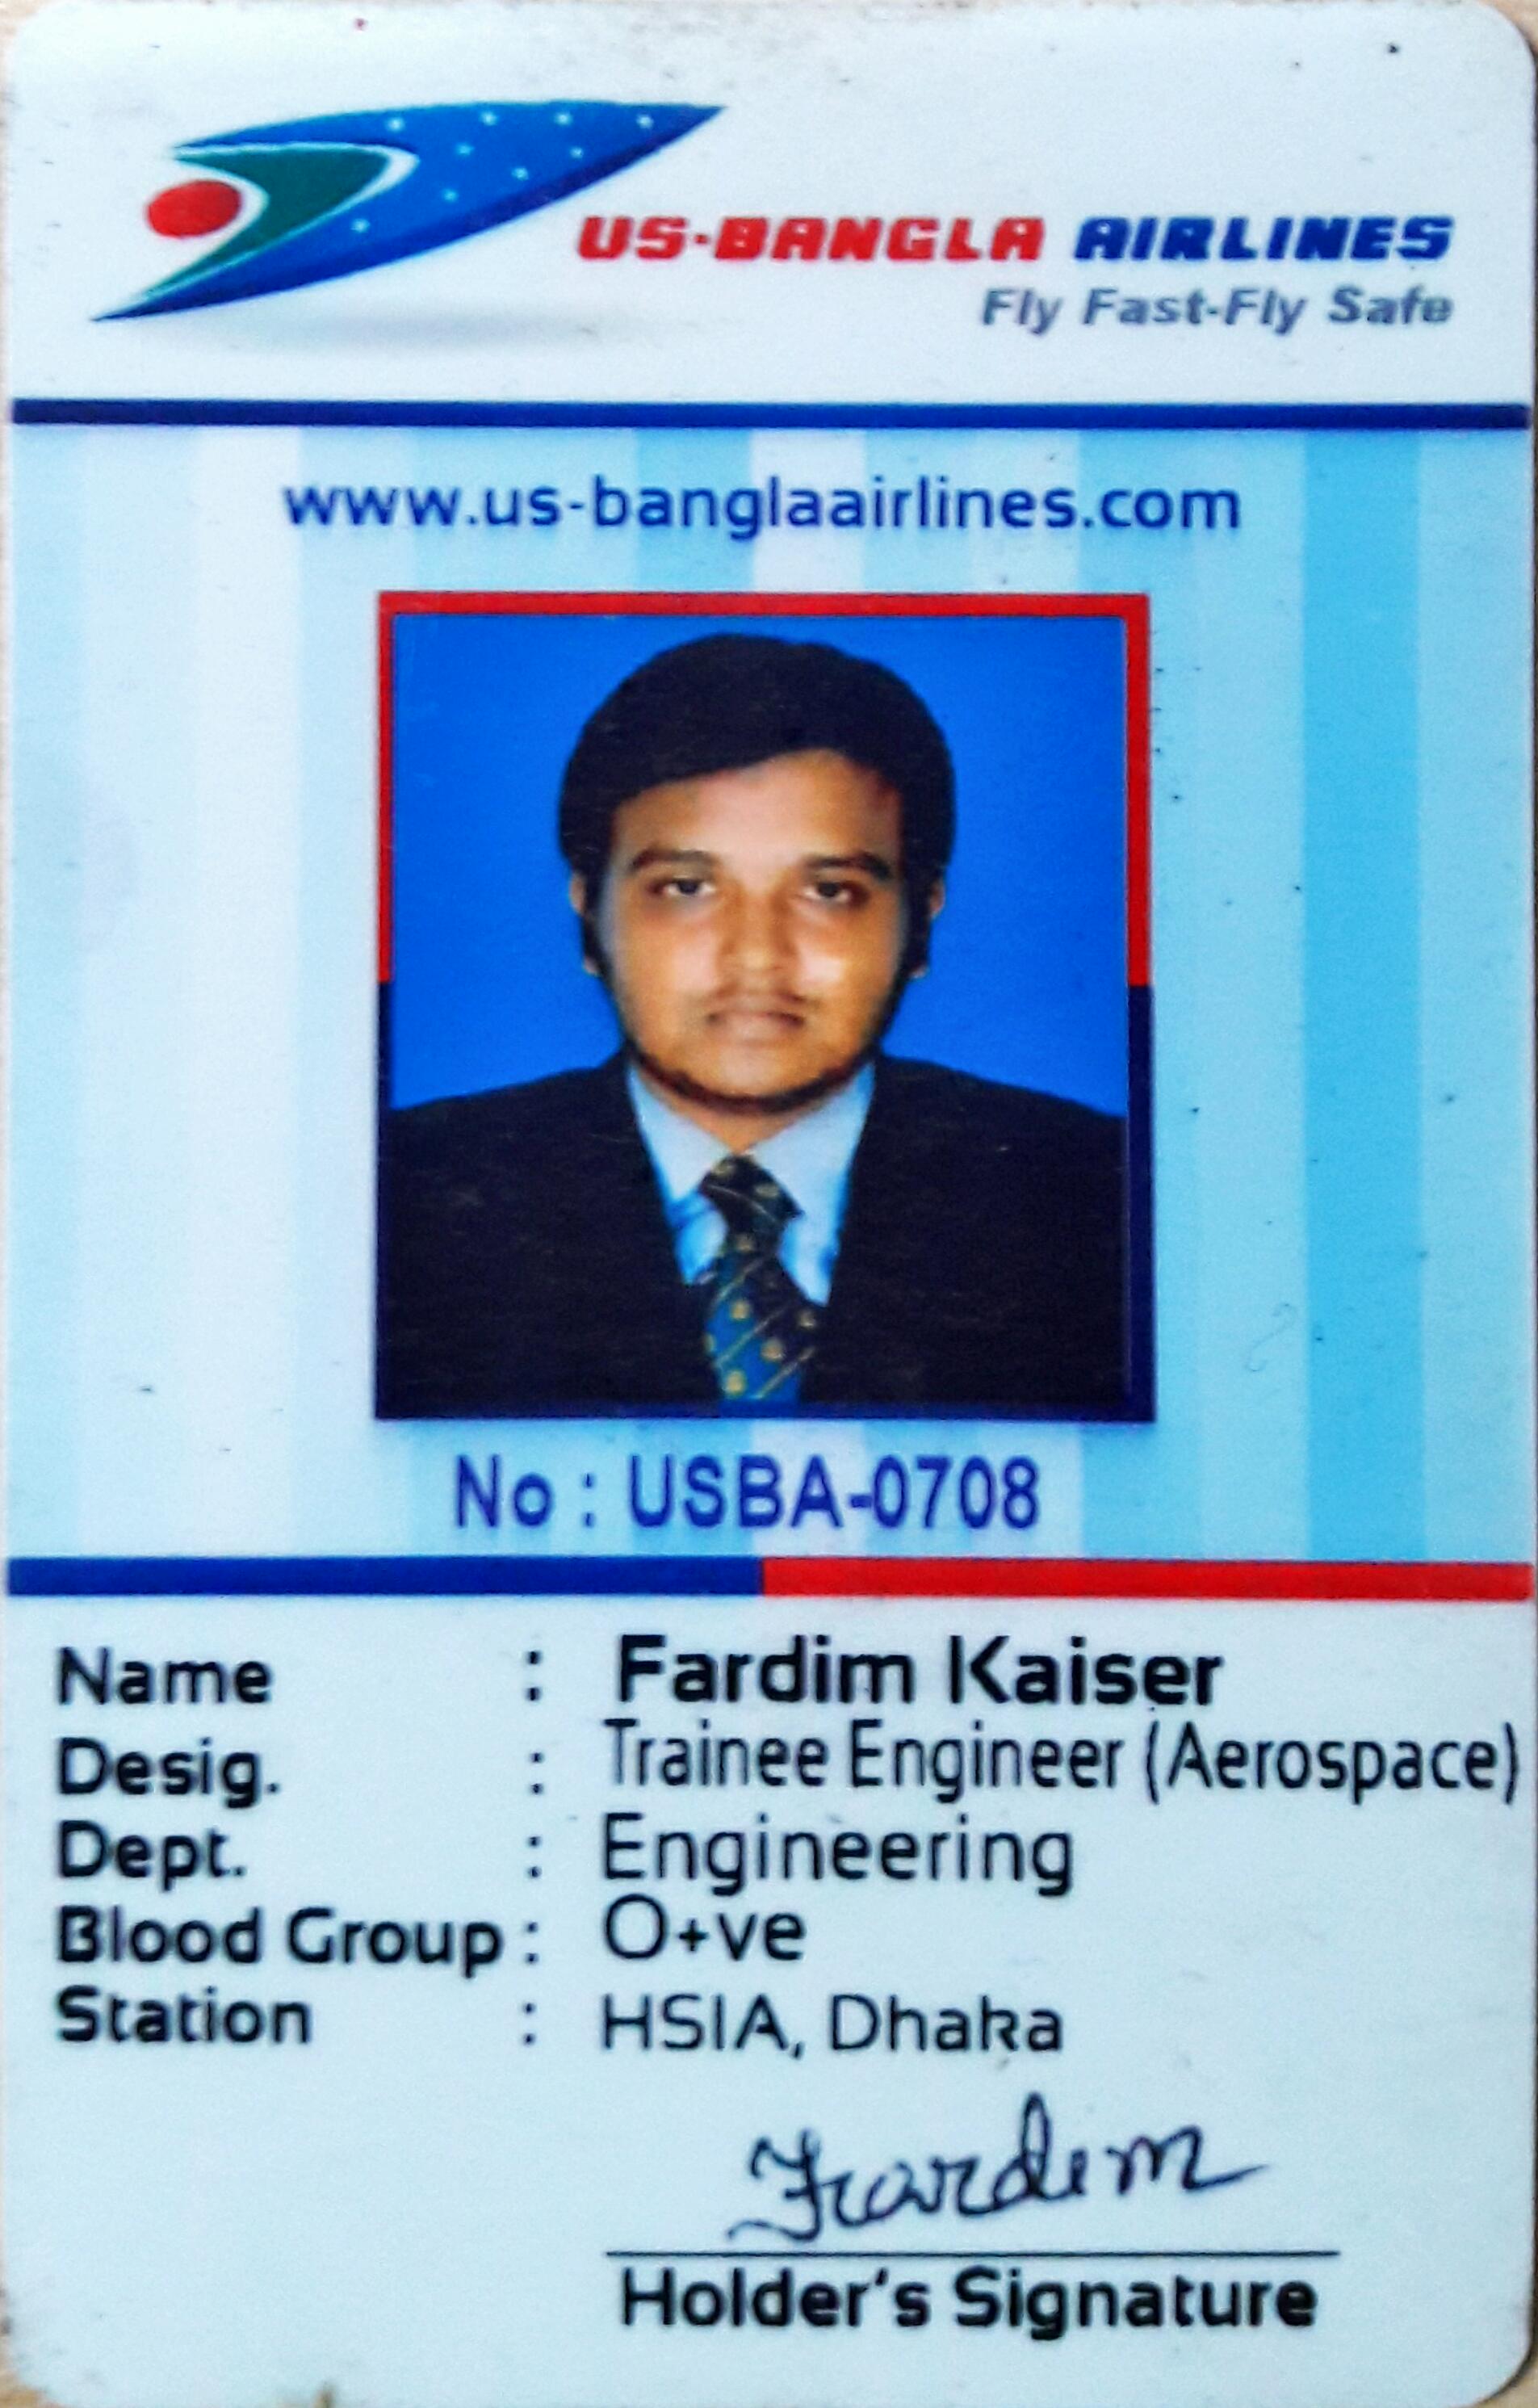 US-BANGLA AIRLINES
Fly Fast-Fly Safe
www.us-banglaairlines.com
No : USBA-0708
Name : Fardim Kaiser
Desig. : Trainee Engineer (Aerospace)
Dept. : Engineering
Blood Group : O+ve
Station : HSIA, Dhaka
Fardim
Holder's Signature